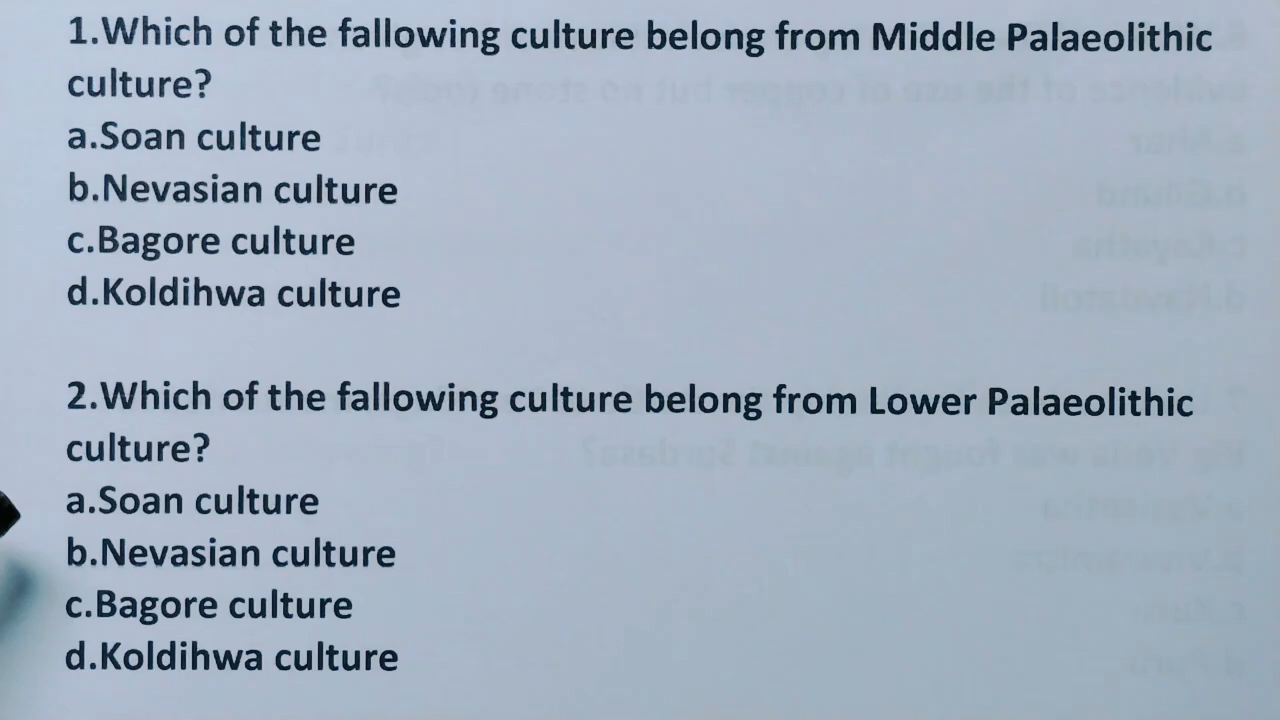 1.Which of the fallowing culture belong from Middle Palaeolithic
culture?
a.Soan culture
b.Nevasian culture
c.Bagore culture
d.Koldihwa culture
2.Which of the fallowing culture belong from Lower Palaeolithic
culture?
a.Soan culture
b.Nevasian culture
c.Bagore culture
d.Koldihwa culture